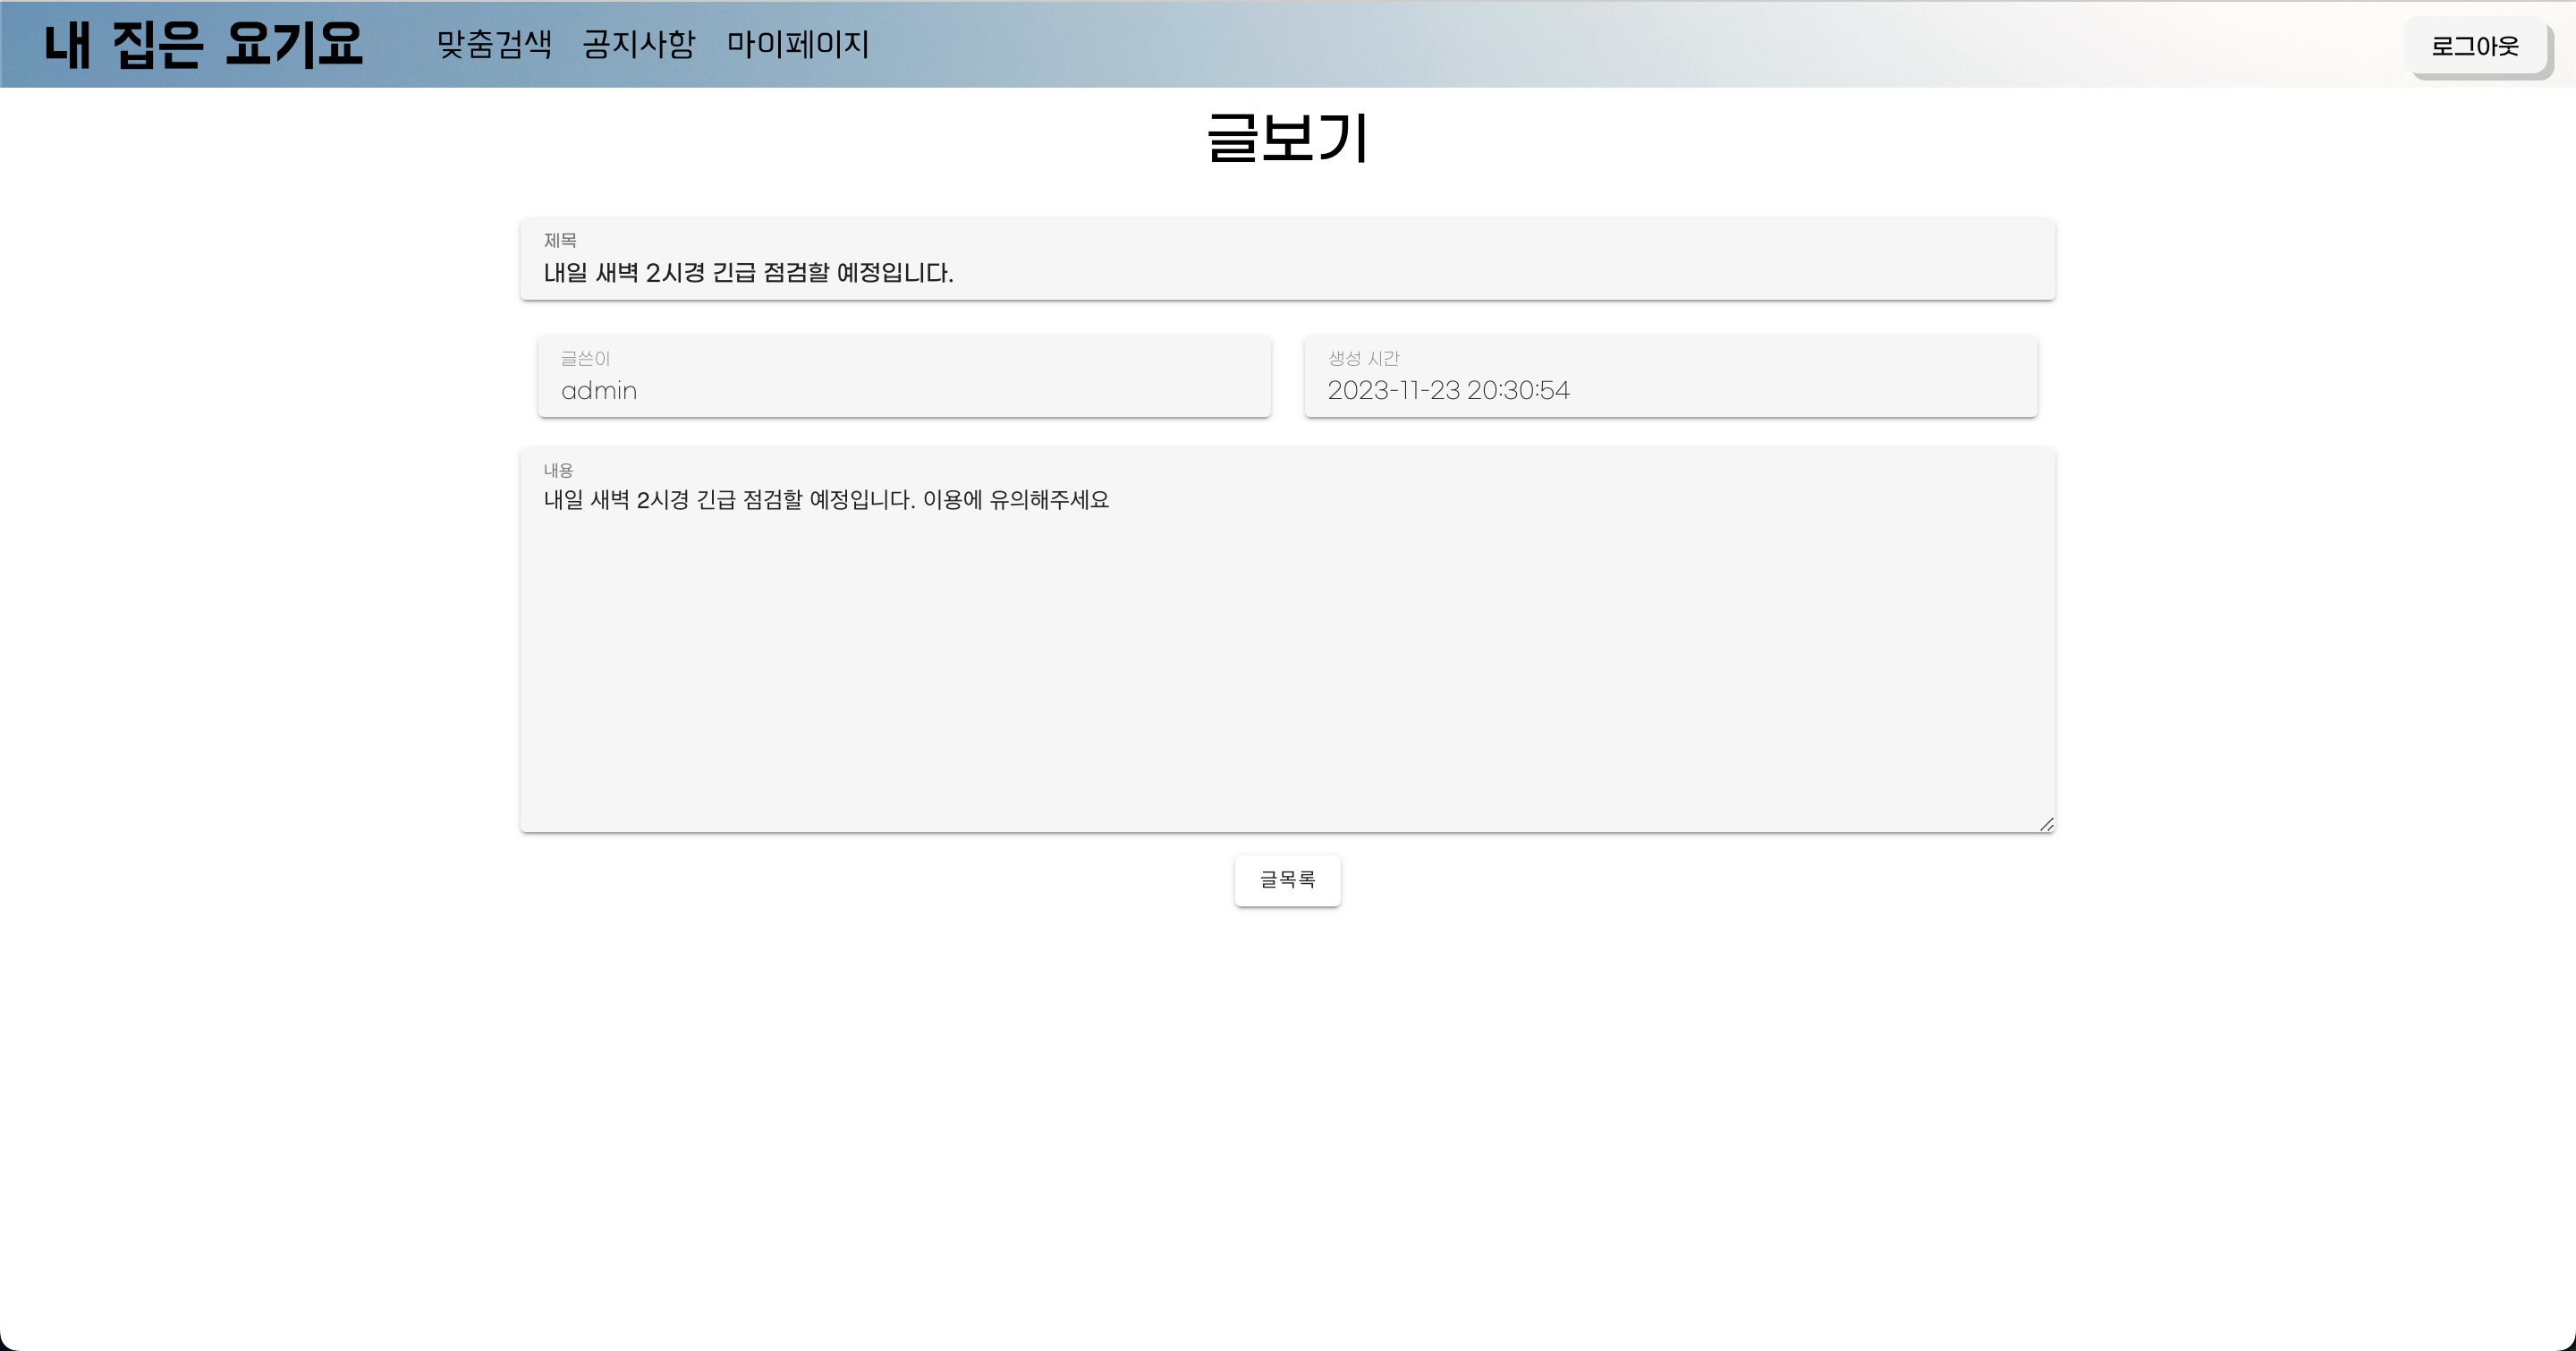 내 집은 요기요 맞춤검색 공지사항 마이페이지 로그아웃
글보기
제목
내일 새벽 2시경 긴급 점검할 예정입니다.
글쓴이 생성 시간
admin 2023-11-23 20:30:54
내용
내일 새벽 2시경 긴급 점검할 예정입니다. 이용에 유의해주세요
글목록